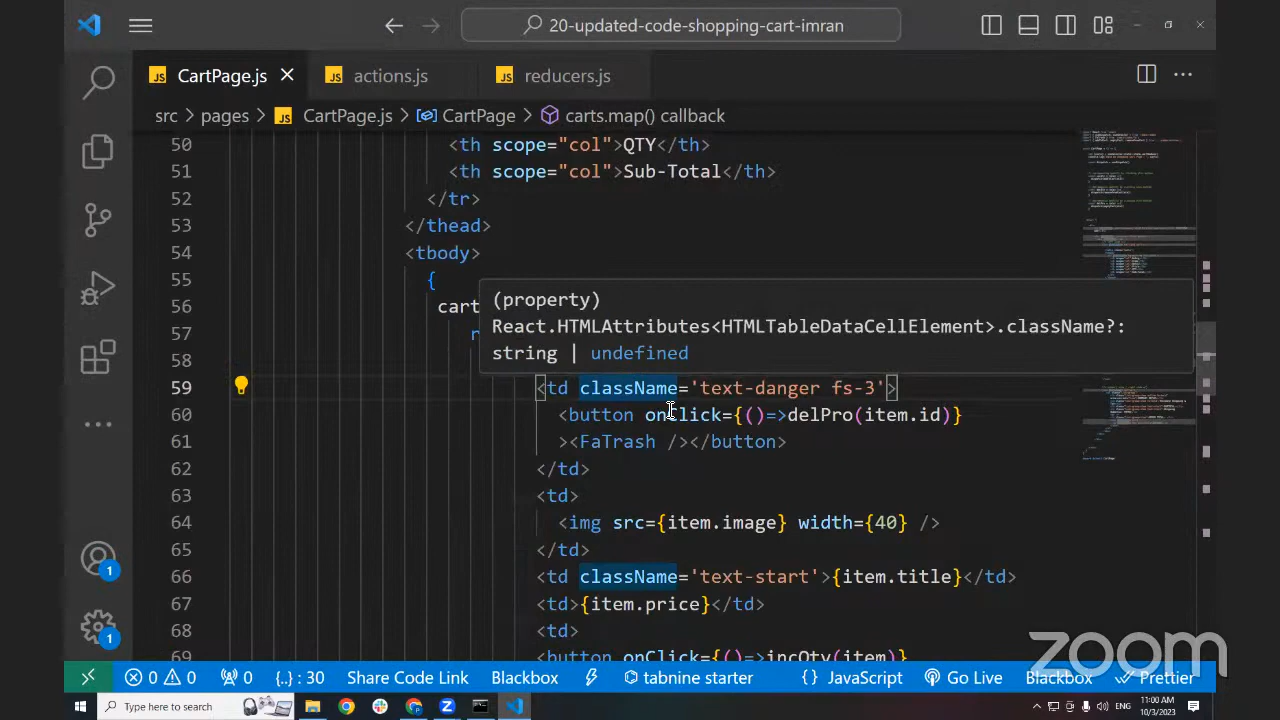 20-updated-code-shopping-cart-imran
CartPage.js
actions.js
reducers.js
src > pages > CartPage.js > CartPage > carts.map() callback
50 <th scope="col">QTY</th>
51 <th scope="col">Sub-Total</th>
52 </tr>
53 </thead>
54 <tbody>
55 {
56 cart
57
58
(property)
React.HTMLAttributes<HTMLTableDataCellElement>.className?:
string | undefined
59 <td className='text-danger fs-3'>
60 <button onClick={()=>delPro(item.id)}
61 ><FaTrash /></button>
62 </td>
63 <td>
64 <img src={item.image} width={40} />
65 </td>
66 <td className='text-start'>{item.title}</td>
67 <td>{item.price}</td>
68 <td>
69 <button onClick={()=>incQty(item)}
1
1
zoom
0 0 0 {..} : 30 Share Code Link Blackbox tabnine starter {} JavaScript Go Live Blackbox Prettier
Type here to search
11:00 AM
10/3/2023